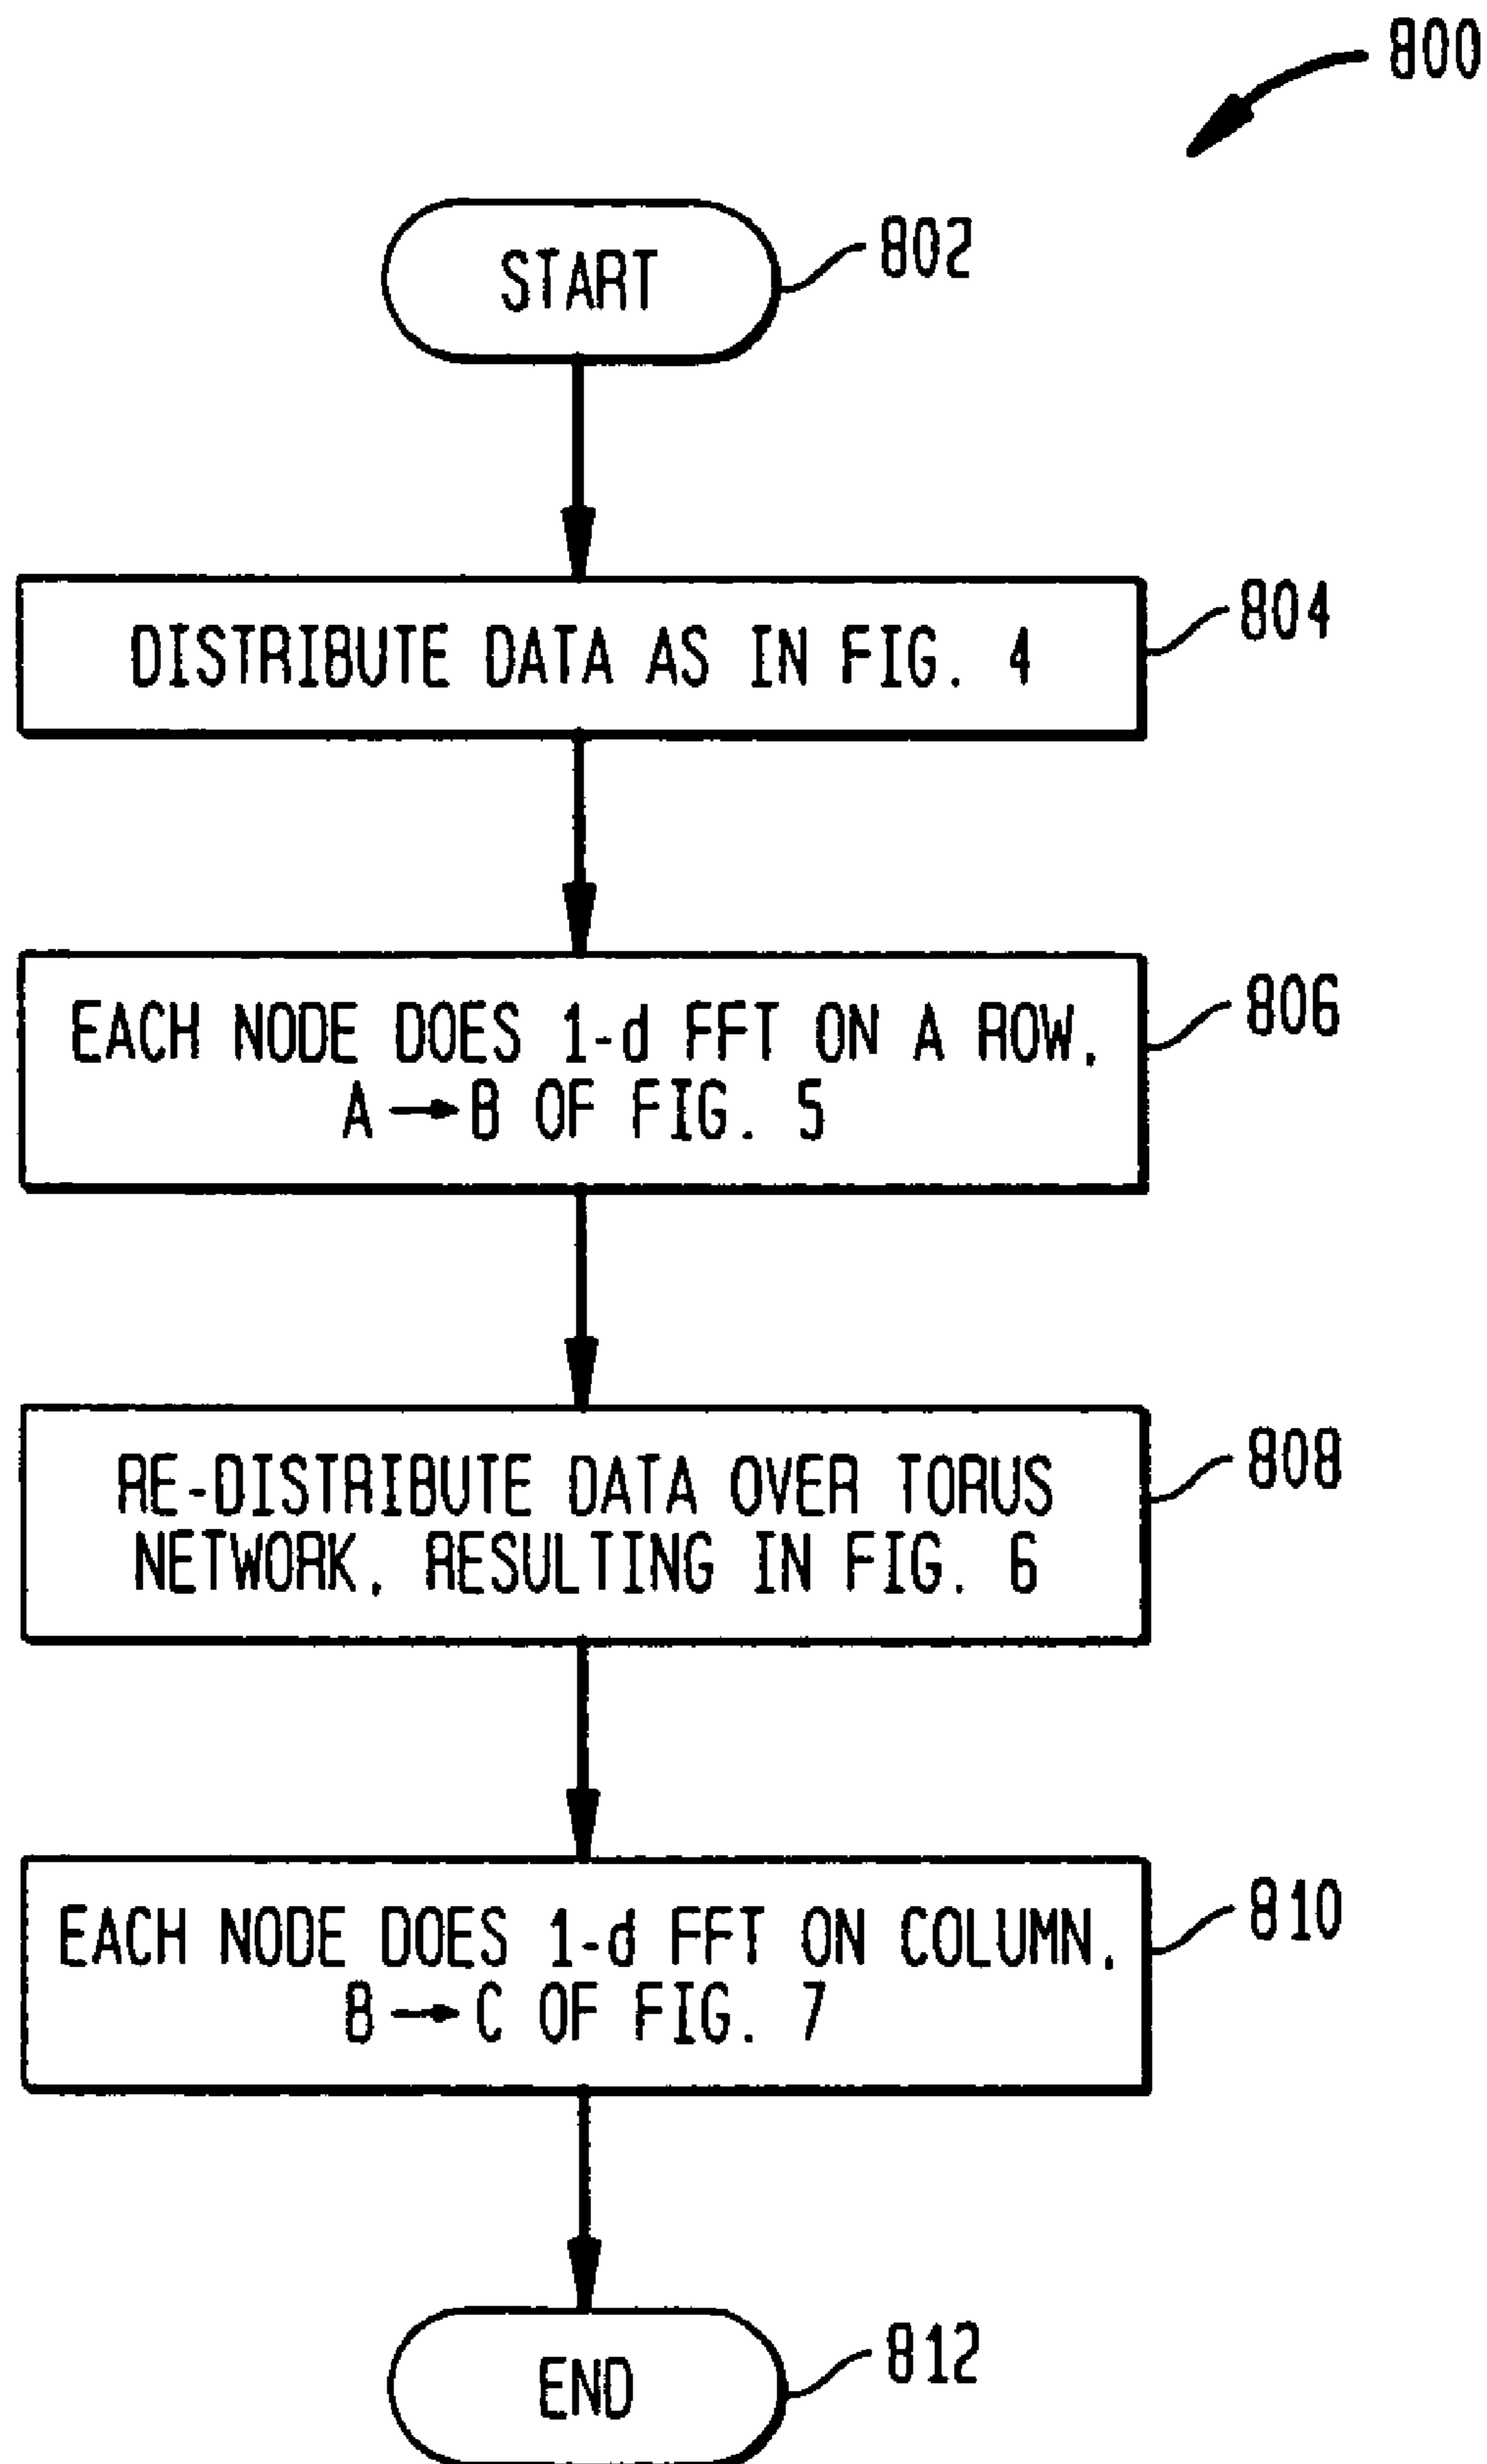 800
START
802
DISTRIBUTE DATA AS IN FIG. 4
804
EACH NODE DOES 1-d FFT ON A ROW,
A → B OF FIG. 5
806
RE-DISTRIBUTE DATA OVER TORUS
NETWORK, RESULTING IN FIG. 6
808
EACH NODE DOES 1-d FFT ON COLUMN,
B → C OF FIG. 7
810
END
812